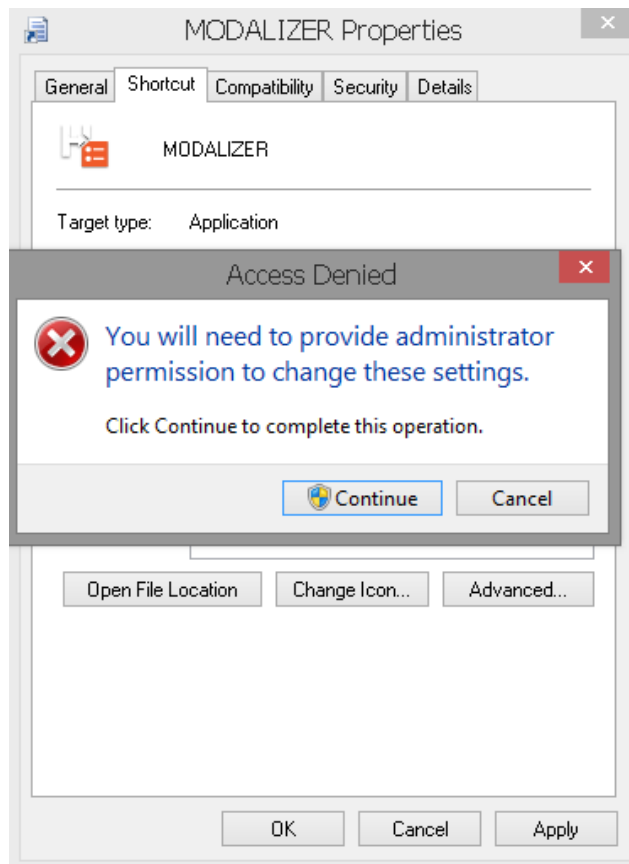 MODALIZER Properties
General Shortcut Compatibility Security Details
MODALIZER
Target type: Application
Access Denied
You will need to provide administrator
permission to change these settings.
Click Continue to complete this operation.
Continue Cancel
Open File Location Change Icon... Advanced...
OK Cancel Apply